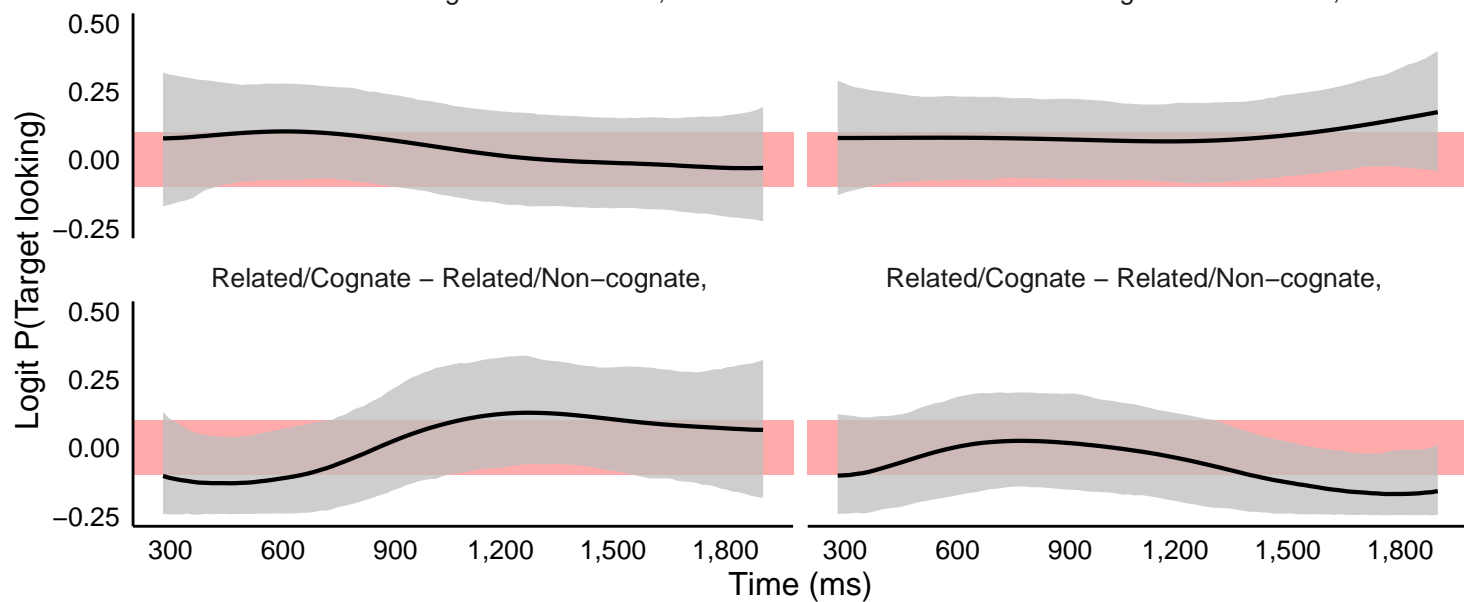 0.50
0.25
0.00
−0.25
Related/Cognate − Related/Non−cognate,
Related/Cognate − Related/Non−cognate,
0.50
0.25
0.00
−0.25
Logit P(Target looking)
300 600 900 1,200 1,500 1,800
300 600 900 1,200 1,500 1,800
Time (ms)